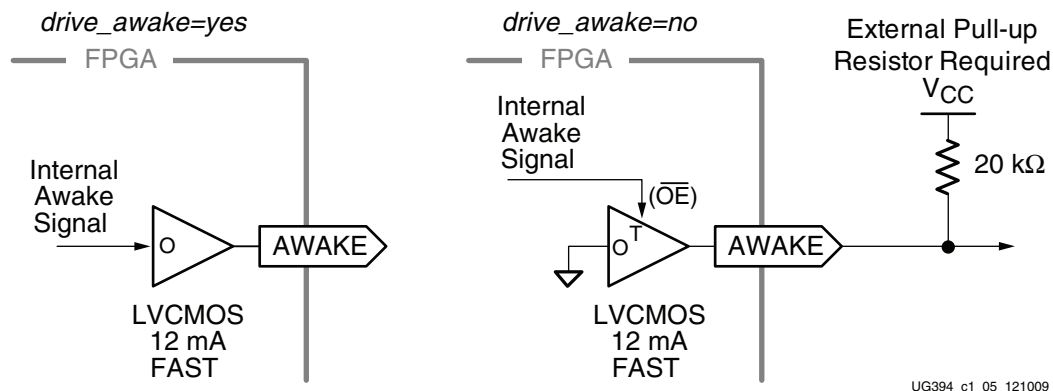 drive_awake=yes
FPGA
Internal
Awake
Signal
O
AWAKE
LVCMOS
12 mA
FAST
drive_awake=no
FPGA
Internal
Awake
Signal
(OE)
O
T
AWAKE
LVCMOS
12 mA
FAST
External Pull-up
Resistor Required
VCC
20 kΩ
UG394_c1_05_121009